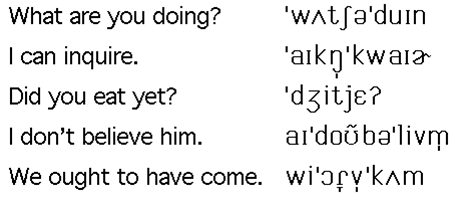 What are you doing? ˈwʌtʃəˈduɪn
I can inquire. ˈaɪkŋ̩ˈkwaɪɚ
Did you eat yet? ˈdʒitjɛʔ
I don't believe him. aɪˈdoʊ̃bəˈlivm̩
We ought to have come. wiˈɔɾ̩v̩ˈkʌm